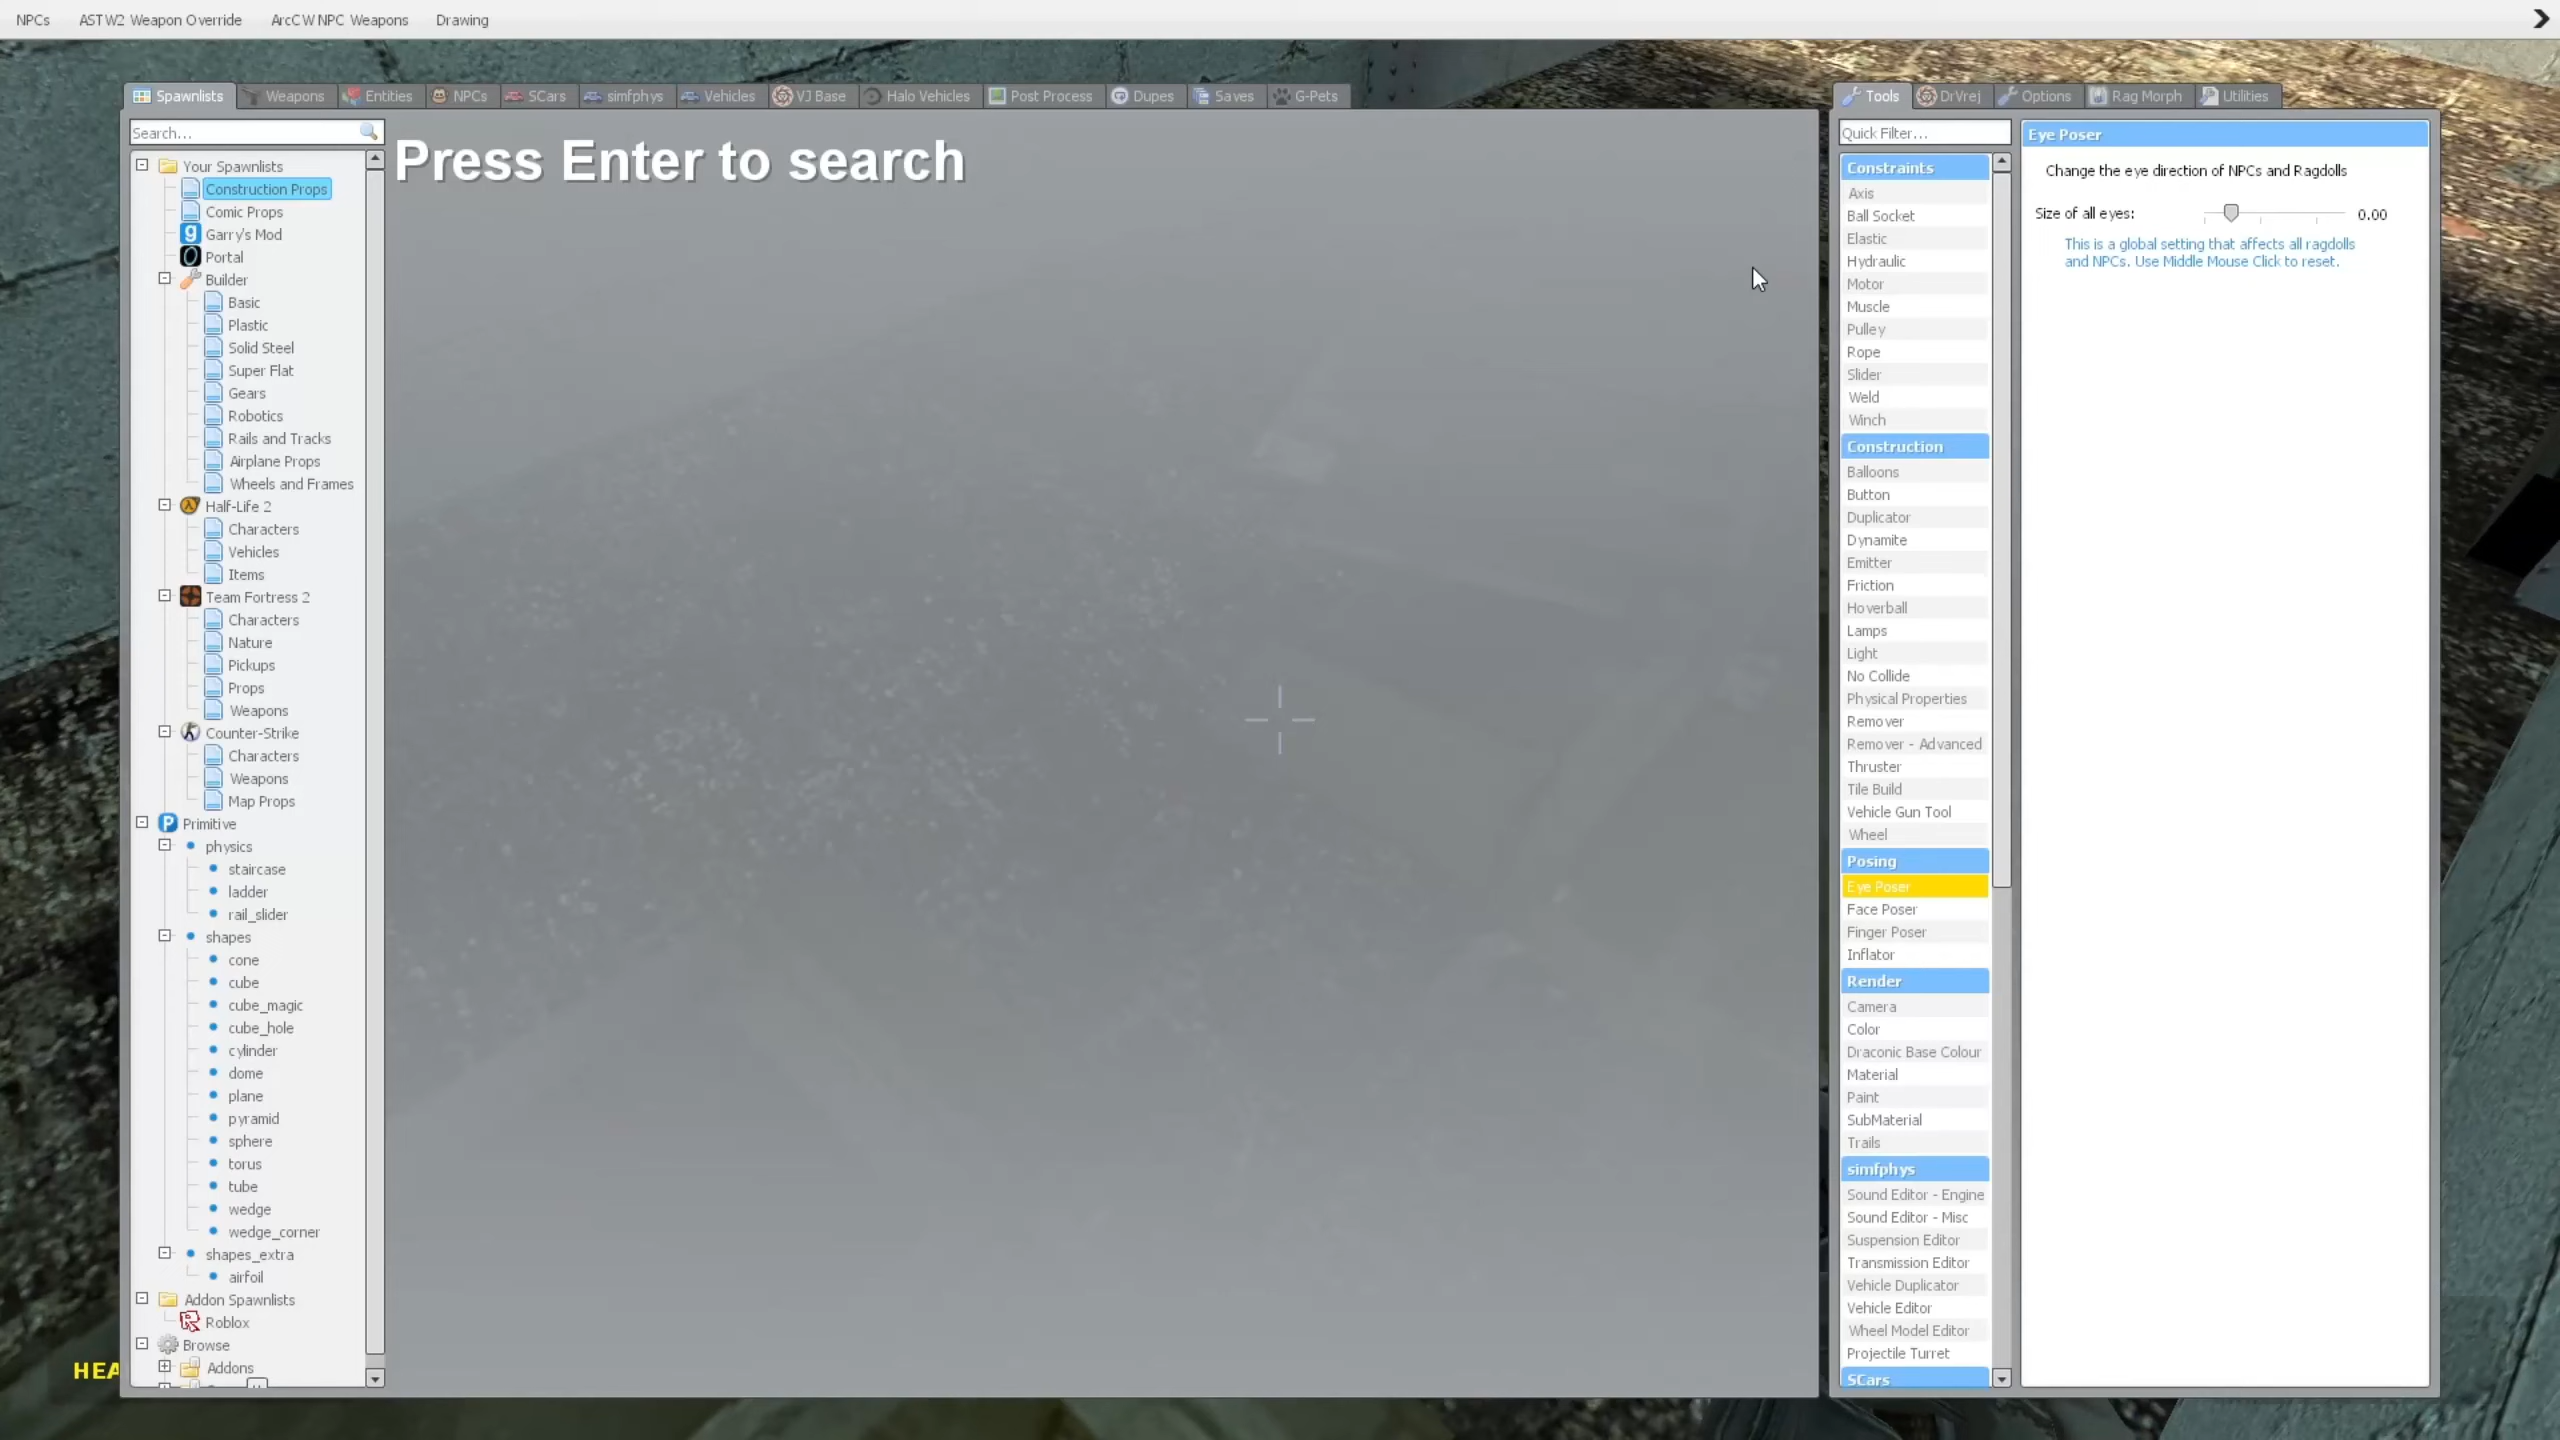 NPCs ASTW2 Weapon Override ArcCW NPC Weapons Drawing
Spawnlists Weapons Entities NPCs SCars simfphys Vehicles VJ Base Halo Vehicles Post Process Dupes Saves G-Pets
Search...
Your Spawnlists
Construction Props
Comic Props
Garry's Mod
Portal
Builder
Basic
Plastic
Solid Steel
Super Flat
Gears
Robotics
Rails and Tracks
Airplane Props
Wheels and Frames
Half-Life 2
Characters
Vehicles
Items
Team Fortress 2
Characters
Nature
Pickups
Props
Weapons
Counter-Strike
Characters
Weapons
Map Props
Primitive
physics
staircase
ladder
rail_slider
shapes
cone
cube
cube_magic
cube_hole
cylinder
dome
plane
pyramid
sphere
torus
tube
wedge
wedge_corner
shapes_extra
airfoil
Addon Spawnlists
Roblox
Browse
Addons
HEA
Press Enter to search
Tools DrVrej Options Rag Morph Utilities
Quick Filter...
Constraints
Axis
Ball Socket
Elastic
Hydraulic
Motor
Muscle
Pulley
Rope
Slider
Weld
Winch
Construction
Balloons
Button
Duplicator
Dynamite
Emitter
Friction
Hoverball
Lamps
Light
No Collide
Physical Properties
Remover
Remover - Advanced
Thruster
Tile Build
Vehicle Gun Tool
Wheel
Posing
Eye Poser
Face Poser
Finger Poser
Inflator
Render
Camera
Color
Draconic Base Colour
Material
Paint
SubMaterial
Trails
simfphys
Sound Editor - Engine
Sound Editor - Misc
Suspension Editor
Transmission Editor
Vehicle Duplicator
Vehicle Editor
Wheel Model Editor
Projectile Turret
SCars
Eye Poser
Change the eye direction of NPCs and Ragdolls
Size of all eyes: 0.00
This is a global setting that affects all ragdolls
and NPCs. Use Middle Mouse Click to reset.